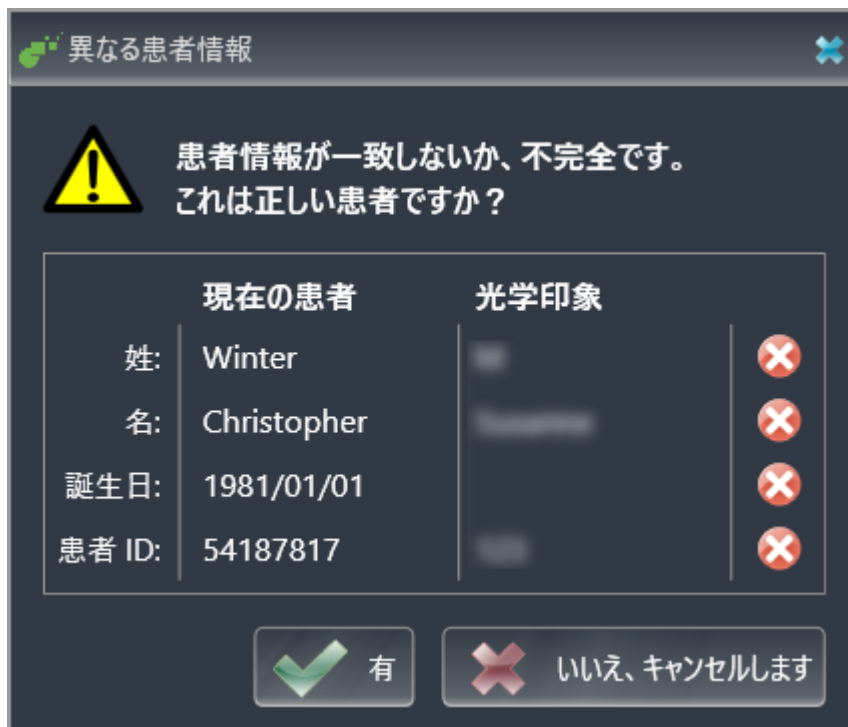 異なる患者情報
患者情報が一致しないか、不完全です。
これは正しい患者ですか？
現在の患者 光学印象
姓: Winter
名: Christopher
誕生日: 1981/01/01
患者 ID: 54187817
有 いいえ、キャンセルします